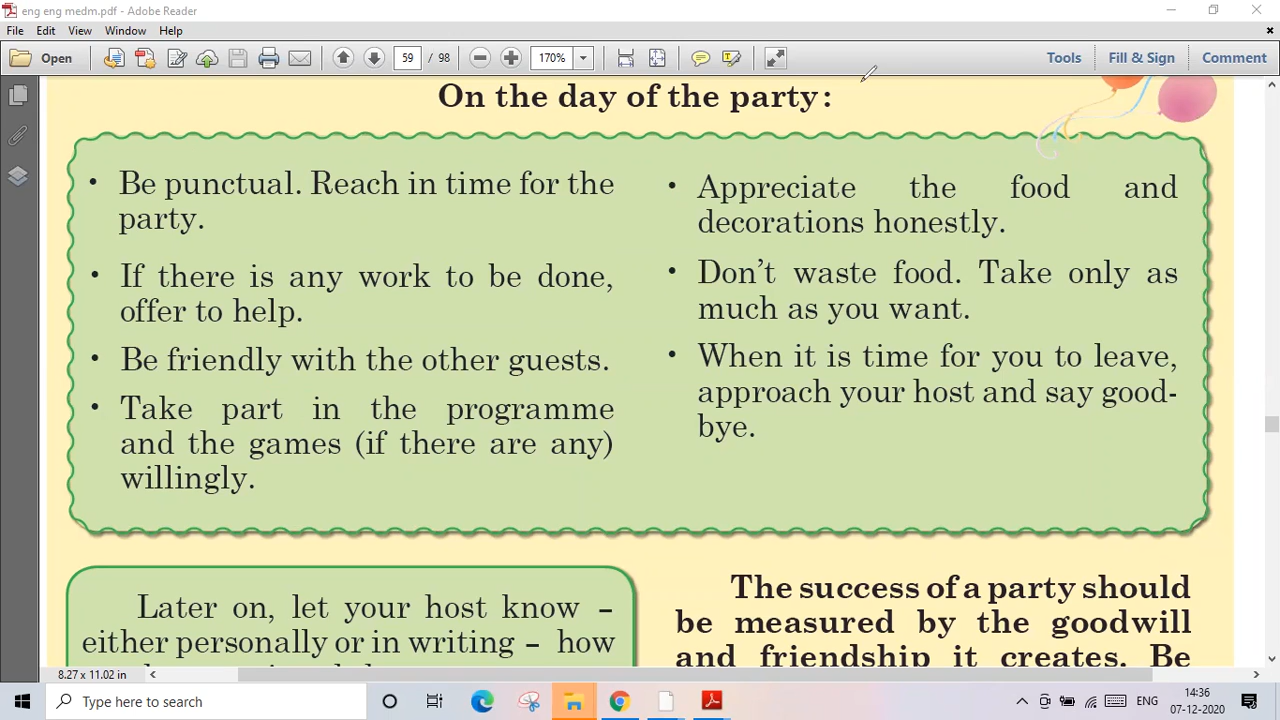 eng eng medm.pdf - Adobe Reader
File Edit View Window Help
Open 59 / 98 170% Tools Fill & Sign Comment
On the day of the party:
• Be punctual. Reach in time for the
party.
• If there is any work to be done,
offer to help.
• Be friendly with the other guests.
• Take part in the programme
and the games (if there are any)
willingly.
• Appreciate the food and
decorations honestly.
• Don't waste food. Take only as
much as you want.
• When it is time for you to leave,
approach your host and say good-
bye.
Later on, let your host know –
either personally or in writing – how
The success of a party should
be measured by the goodwill
and friendship it creates. Be
8.27 x 11.02 in
Type here to search
ENG
14:36
07-12-2020